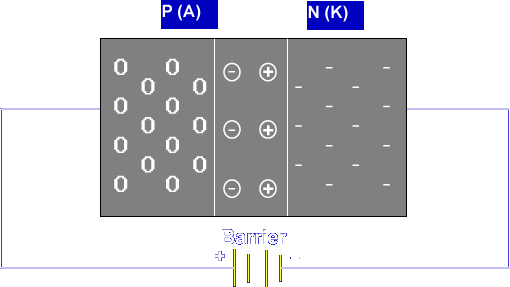 P (A)
N (K)
Barrier
+ -